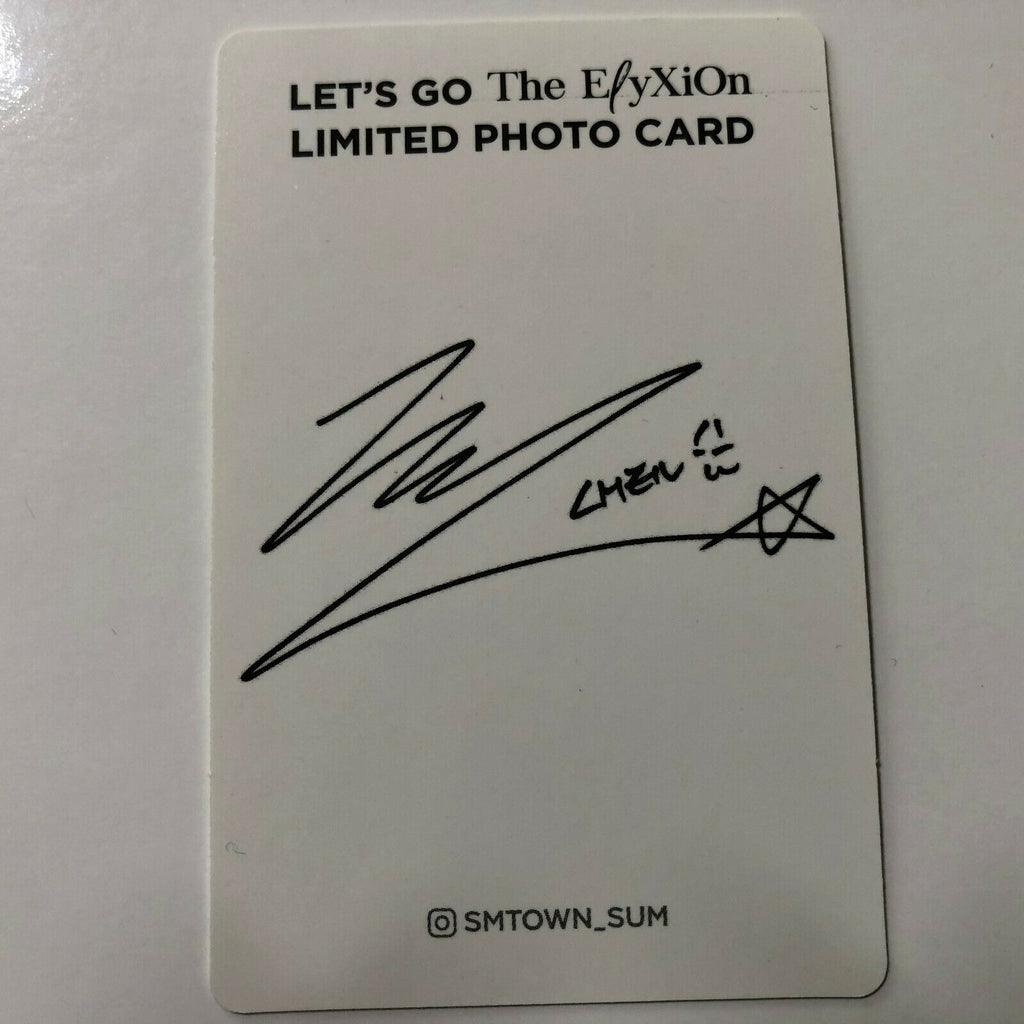 LET'S GO The ElyXiOn
LIMITED PHOTO CARD
CHEN
SMTOWN_SUM